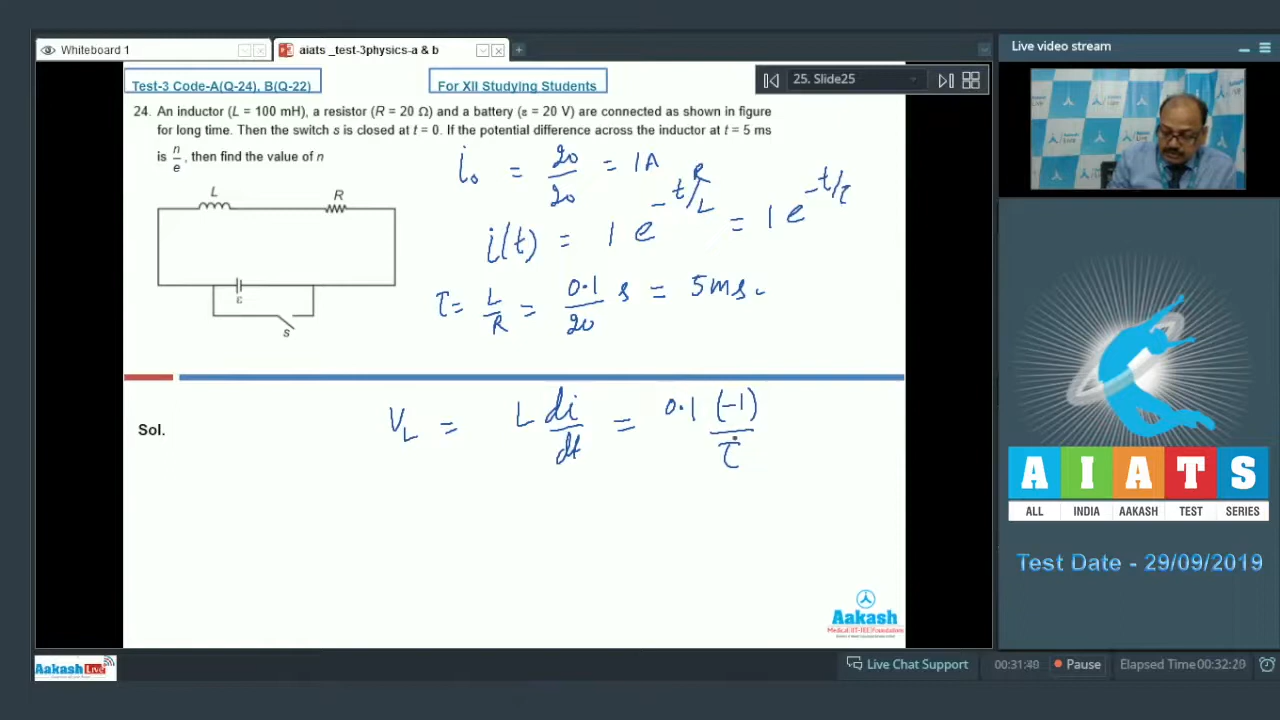 Whiteboard 1
aiats _test-3physics-a & b
Live video stream
Test-3 Code-A(Q-24), B(Q-22)
For XII Studying Students
25. Slide25
24. An inductor (L = 100 mH), a resistor (R = 20 Ω) and a battery (ε = 20 V) are connected as shown in figure
for long time. Then the switch s is closed at t = 0. If the potential difference across the inductor at t = 5 ms
is n/e, then find the value of n
i₀ = 20/20 = 1A
i(t) = 1 e^(-t R/L) = 1 e^(-t/τ)
L
R
ε
s
τ = L/R = 0.1/20 s = 5ms.
V_L = L di/dt = 0.1 (-1)/τ
Sol.
A I A T S
ALL INDIA AAKASH TEST SERIES
Test Date - 29/09/2019
Aakash
Medical|IIT-JEE|Foundations
Aakash Live
Live Chat Support
00:31:49
Pause
Elapsed Time 00:32:20